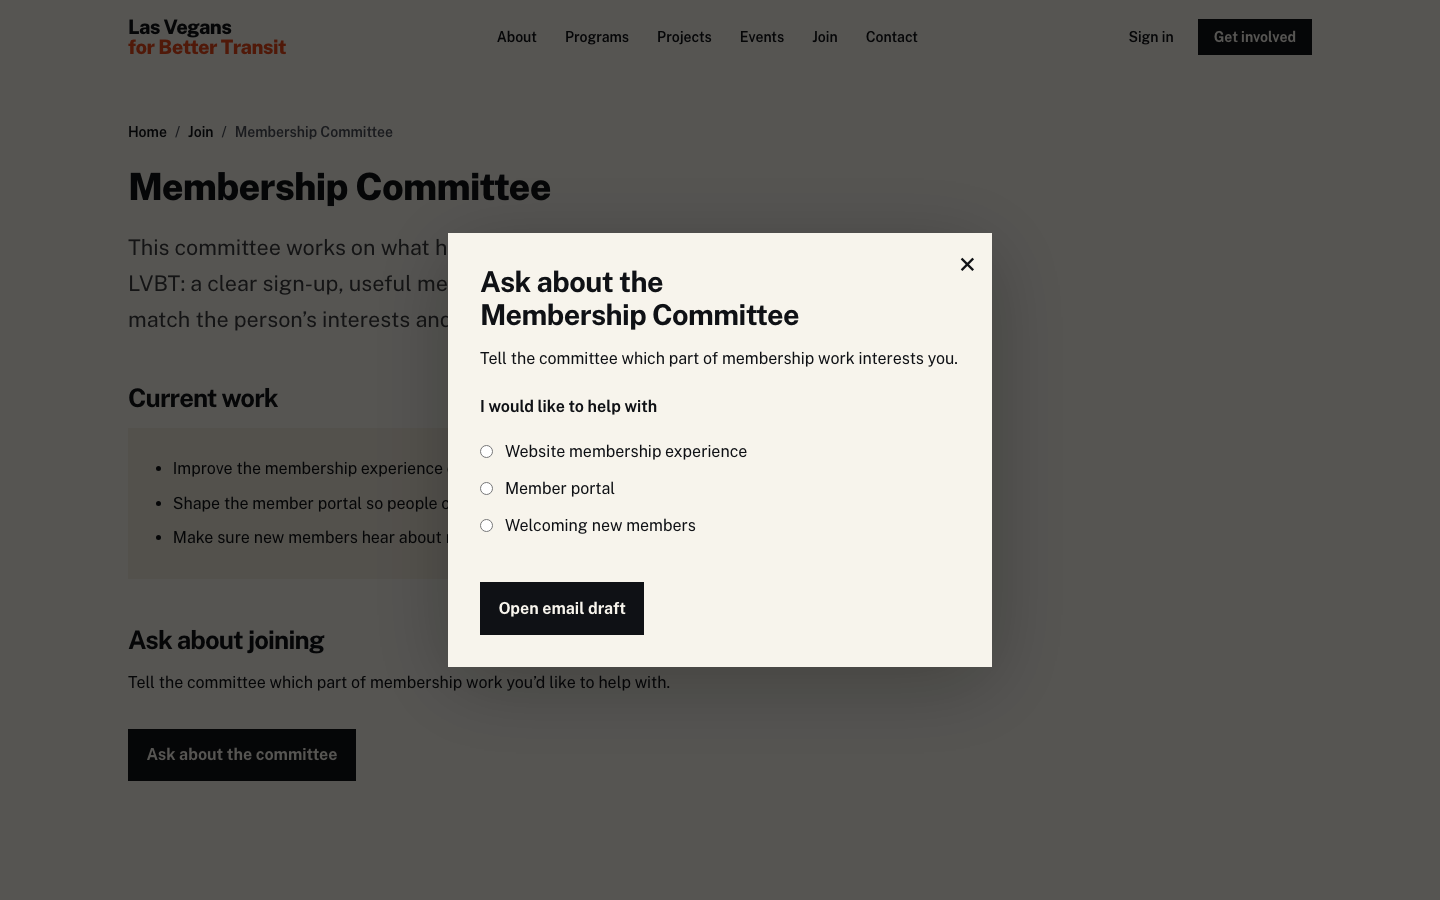 Las Vegans
for Better Transit
About Programs Projects Events Join Contact
Sign in Get involved
Home / Join / Membership Committee
Membership Committee
This committee works on what h
LVBT: a clear sign-up, useful me
match the person’s interests and
Current work
• Improve the membership experience
• Shape the member portal so people
• Make sure new members hear about
Ask about joining
Tell the committee which part of membership work you’d like to help with.
Ask about the committee
Ask about the
Membership Committee
✕
Tell the committee which part of membership work interests you.
I would like to help with
Website membership experience
Member portal
Welcoming new members
Open email draft